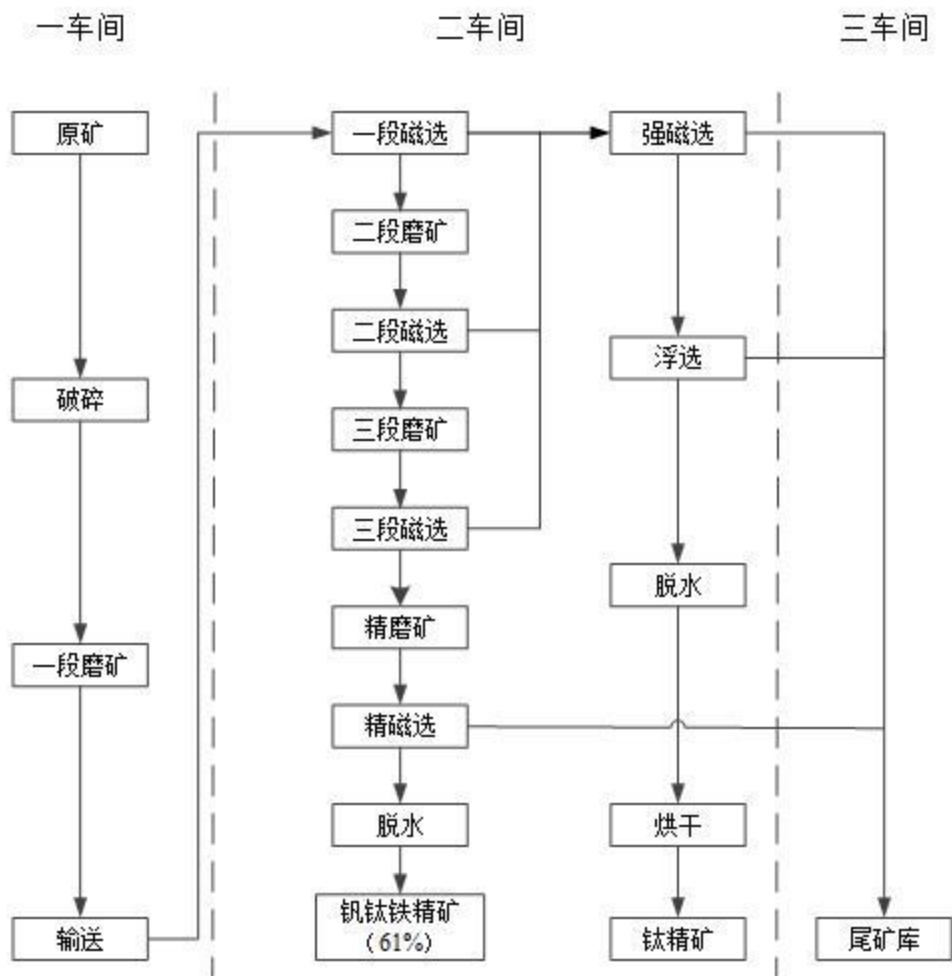 一车间
二车间
三车间
原矿
破碎
一段磨矿
输送
一段磁选
二段磨矿
二段磁选
三段磨矿
三段磁选
精磨矿
精磁选
脱水
钒钛铁精矿
(61%)
强磁选
浮选
脱水
烘干
钛精矿
尾矿库